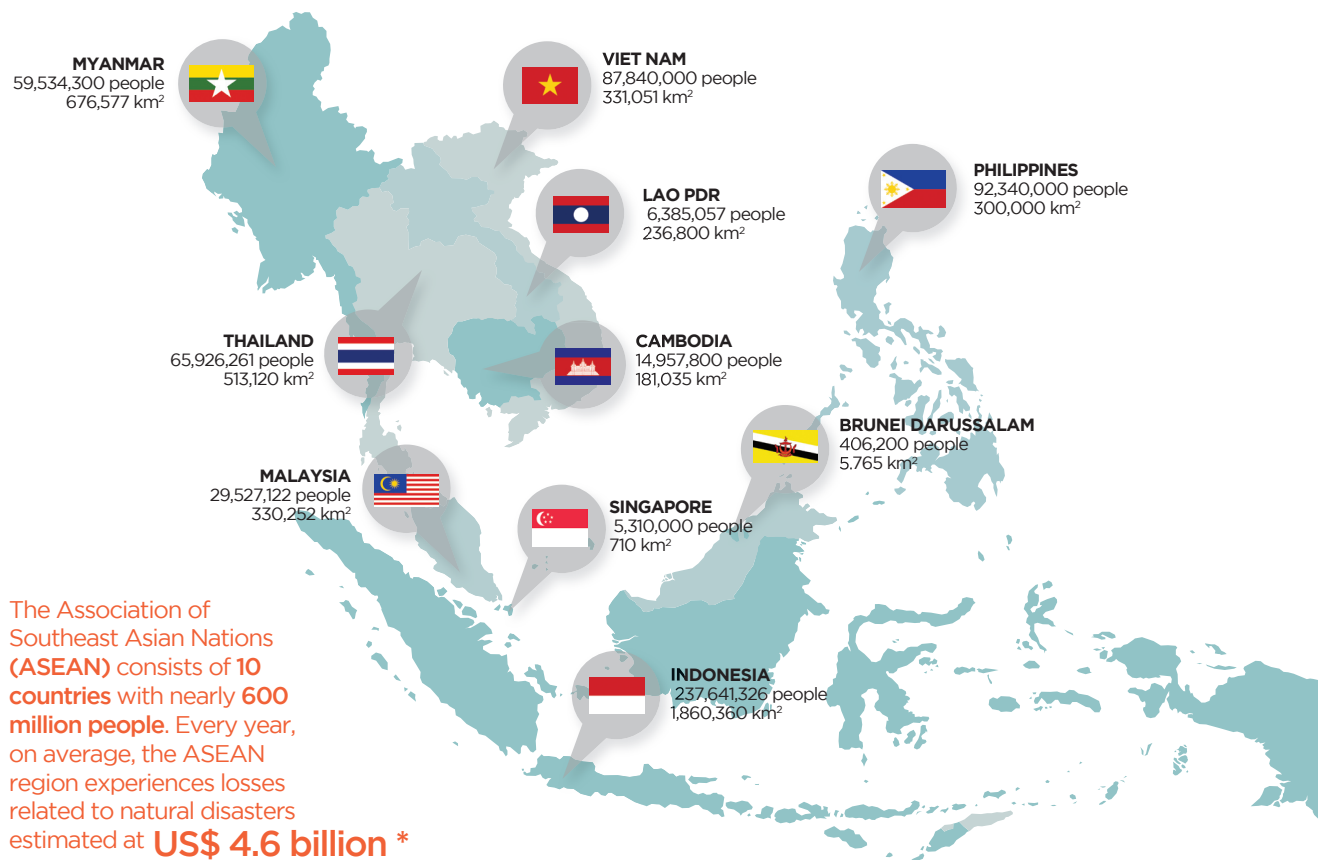 MYANMAR
59,534,300 people
676,577 km²
VIET NAM
87,840,000 people
331,051 km²
LAO PDR
6,385,057 people
236,800 km²
PHILIPPINES
92,340,000 people
300,000 km²
THAILAND
65,926,261 people
513,120 km²
CAMBODIA
14,957,800 people
181,035 km²
BRUNEI DARUSSALAM
406,200 people
5.765 km²
MALAYSIA
29,527,122 people
330,252 km²
SINGAPORE
5,310,000 people
710 km²
INDONESIA
237,641,326 people
1,860,360 km²
The Association of
Southeast Asian Nations
(ASEAN) consists of 10
countries with nearly 600
million people. Every year,
on average, the ASEAN
region experiences losses
related to natural disasters
estimated at US$ 4.6 billion *